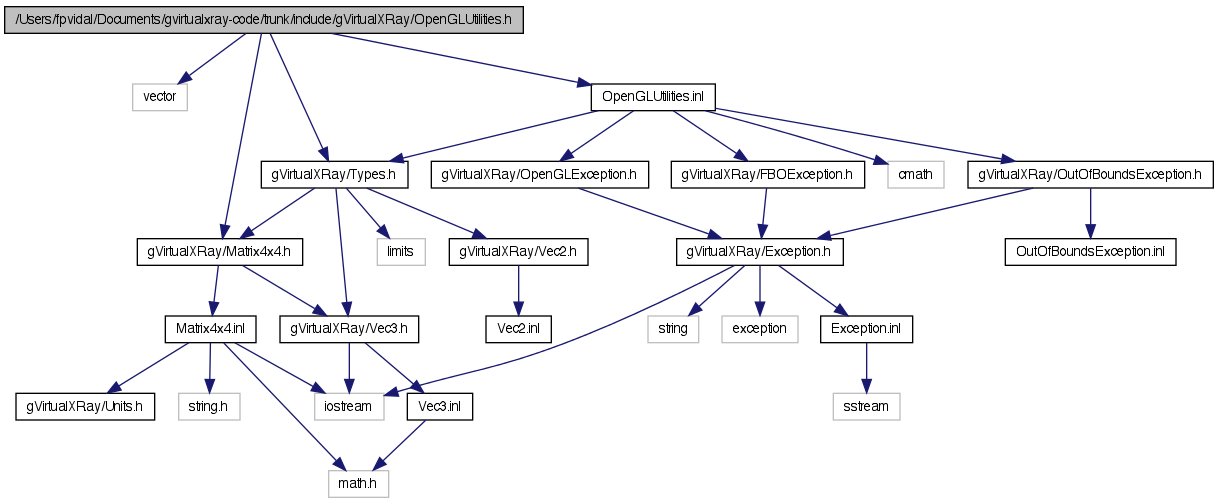 /Users/fpvidal/Documents/gvirtualxray-code/trunk/include/gVirtualXRay/OpenGLUtilities.h
vector
OpenGLUtilities.inl
gVirtualXRay/Types.h
gVirtualXRay/OpenGLException.h
gVirtualXRay/FBOException.h
cmath
gVirtualXRay/OutOfBoundsException.h
gVirtualXRay/Matrix4x4.h
limits
gVirtualXRay/Vec2.h
gVirtualXRay/Exception.h
OutOfBoundsException.inl
Matrix4x4.inl
gVirtualXRay/Vec3.h
Vec2.inl
string
exception
Exception.inl
gVirtualXRay/Units.h
string.h
iostream
Vec3.inl
sstream
math.h